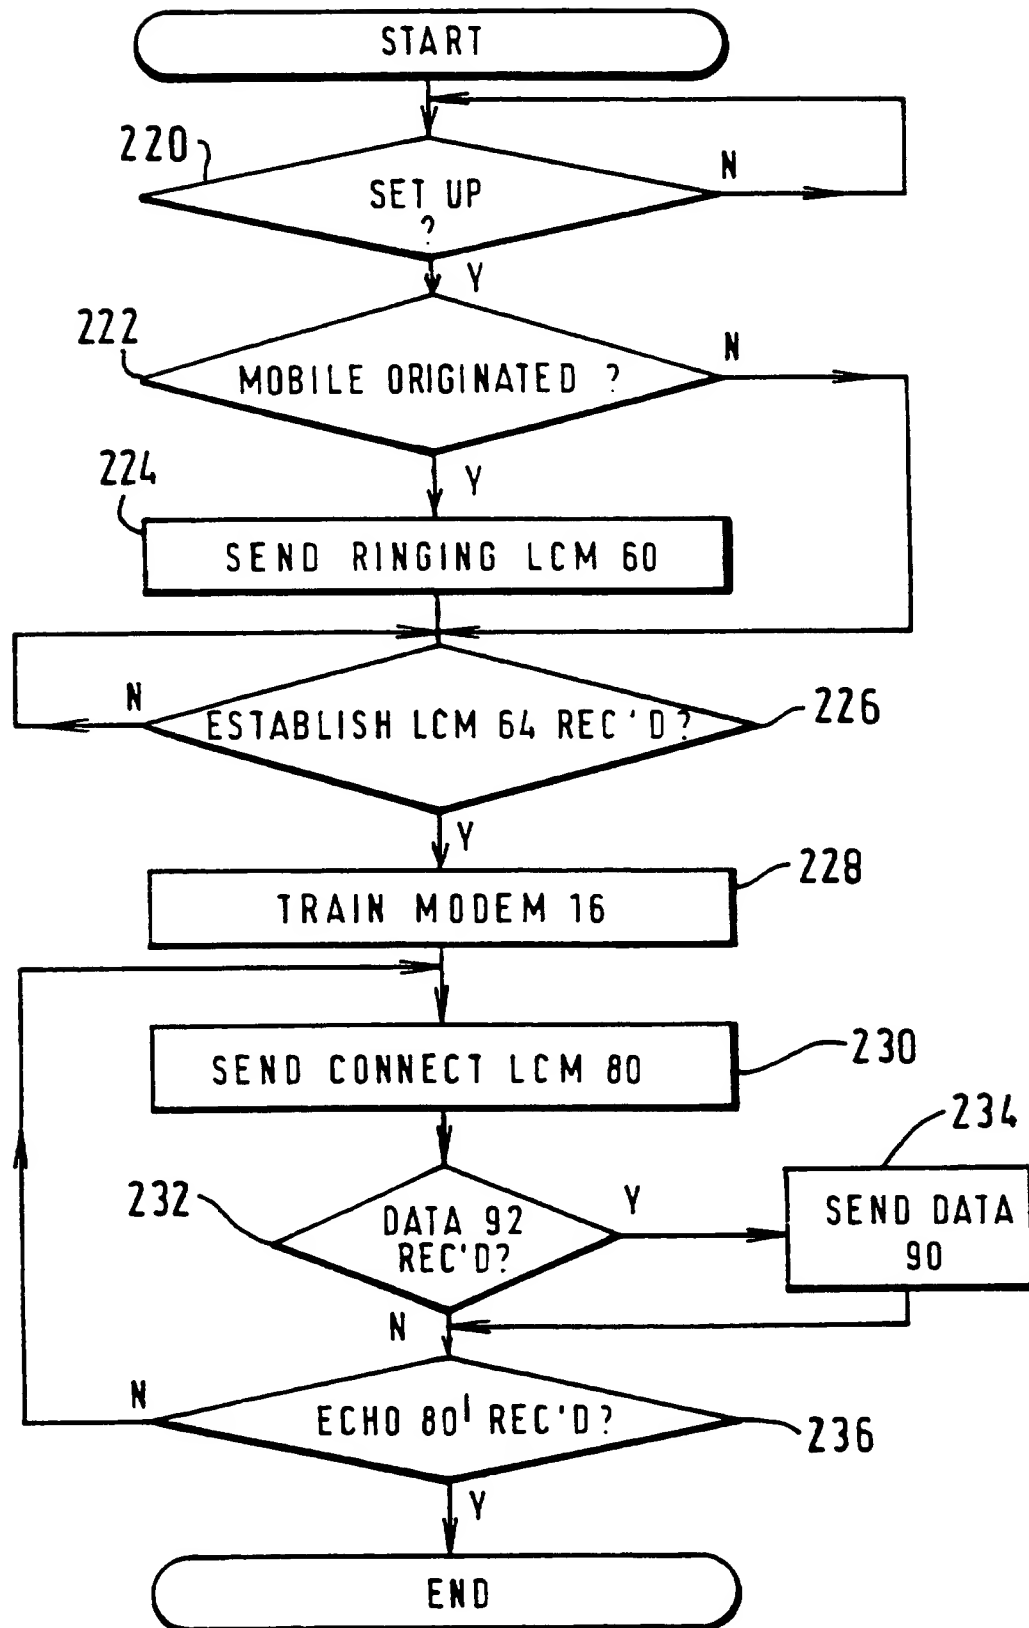 START
220
SET UP
?
N
Y
222
MOBILE ORIGINATED ?
N
Y
224
SEND RINGING LCM 60
N
ESTABLISH LCM 64 REC'D?
226
Y
228
TRAIN MODEM 16
SEND CONNECT LCM 80
230
234
232
DATA 92
REC'D?
Y
SEND DATA
90
N
N
ECHO 80' REC'D?
236
Y
END